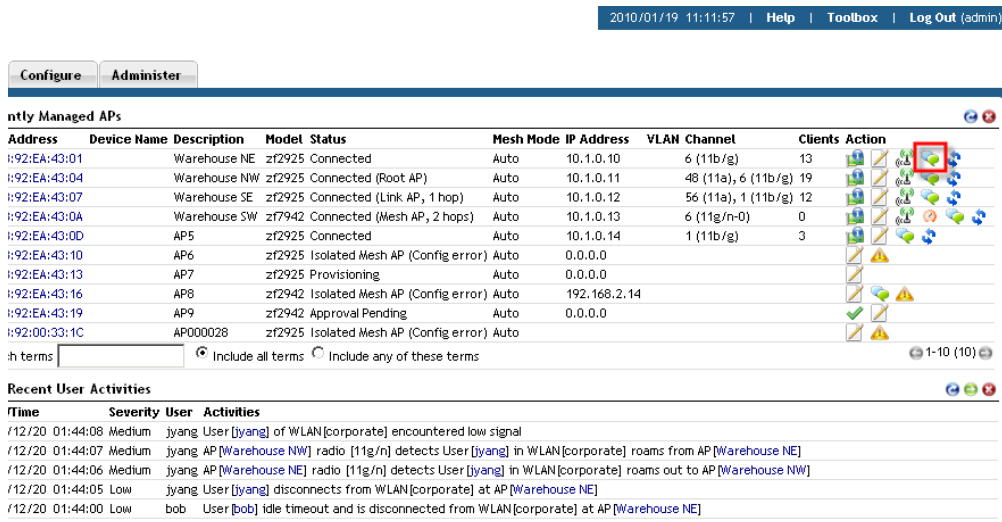 2010/01/19 11:11:57 | Help | Toolbox | Log Out (admin)
Configure Administer
ntly Managed APs
Address Device Name Description Model Status Mesh Mode IP Address VLAN Channel Clients Action
:92:EA:43:01 Warehouse NE zf2925 Connected Auto 10.1.0.10 6 (11b/g) 13
:92:EA:43:04 Warehouse NW zf2925 Connected (Root AP) Auto 10.1.0.11 48 (11a), 6 (11b/g) 19
:92:EA:43:07 Warehouse SE zf2925 Connected (Link AP, 1 hop) Auto 10.1.0.12 56 (11a), 1 (11b/g) 12
:92:EA:43:0A Warehouse SW zf7942 Connected (Mesh AP, 2 hops) Auto 10.1.0.13 6 (11g/n-0) 0
:92:EA:43:0D AP5 zf2925 Connected Auto 10.1.0.14 1 (11b/g) 3
:92:EA:43:10 AP6 zf2925 Isolated Mesh AP (Config error) Auto 0.0.0.0
:92:EA:43:13 AP7 zf2925 Provisioning Auto 0.0.0.0
:92:EA:43:16 AP8 zf2942 Isolated Mesh AP (Config error) Auto 192.168.2.14
:92:EA:43:19 AP9 zf2942 Approval Pending Auto 0.0.0.0
:92:00:33:1C AP000028 zf2925 Isolated Mesh AP (Config error) Auto
h terms Include all terms Include any of these terms 1-10 (10)
Recent User Activities
/Time Severity User Activities
/12/20 01:44:08 Medium jyang User[jyang] of WLAN[corporate] encountered low signal
/12/20 01:44:07 Medium jyang AP[Warehouse NW] radio [11g/n] detects User[jyang] in WLAN[corporate] roams from AP[Warehouse NE]
/12/20 01:44:06 Medium jyang AP[Warehouse NE] radio [11g/n] detects User[jyang] in WLAN[corporate] roams out to AP[Warehouse NW]
/12/20 01:44:05 Low jyang User[jyang] disconnects from WLAN[corporate] at AP[Warehouse NE]
/12/20 01:44:00 Low bob User[bob] idle timeout and is disconnected from WLAN[corporate] at AP[Warehouse NE]